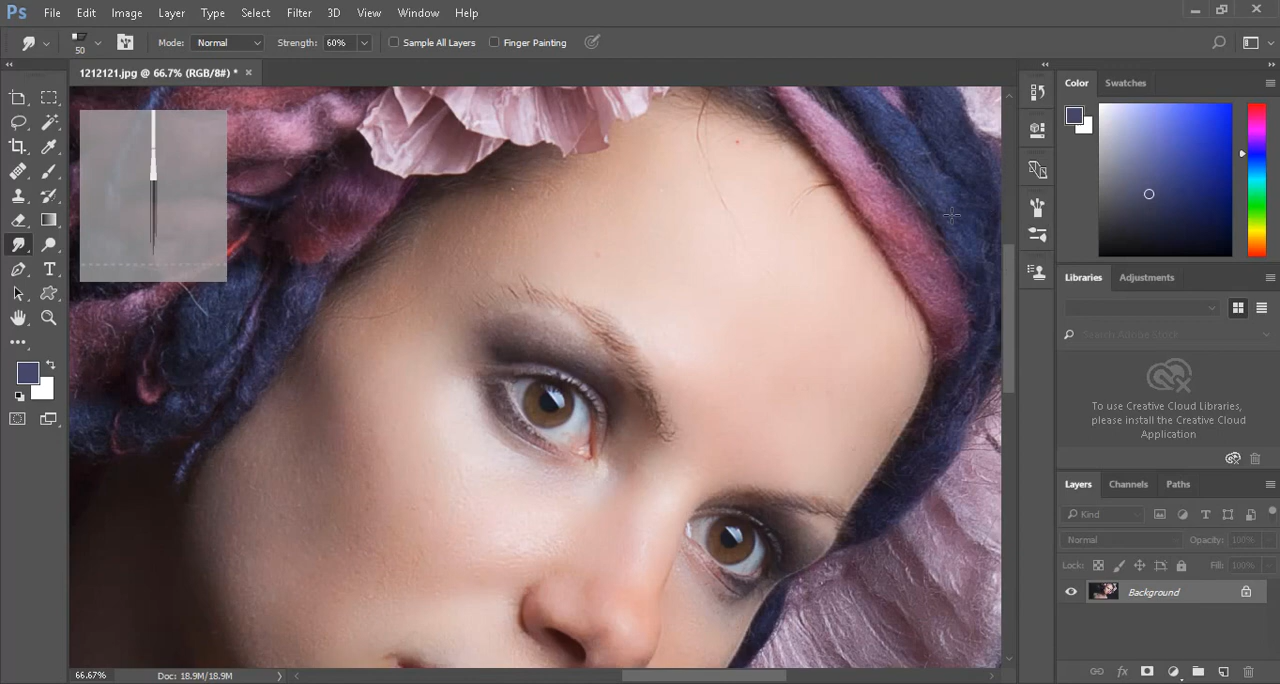 Ps File Edit Image Layer Type Select Filter 3D View Window Help
50 Mode: Normal Strength: 60% Sample All Layers Finger Painting
1212121.jpg @ 66.7% (RGB/8#) * ×
Color Swatches
Libraries Adjustments
Search Adobe Stock
To use Creative Cloud Libraries,
please install the Creative Cloud
Application
Layers Channels Paths
Kind
Normal Opacity: 100%
Lock: Fill: 100%
Background
66.67% Doc: 18.9M/18.9M